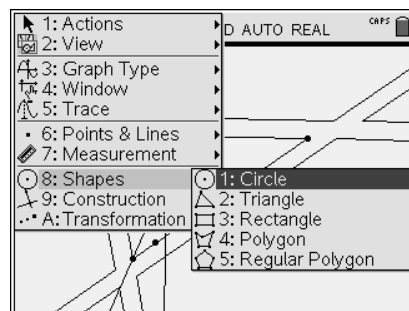 1: Actions
2: View
D AUTO REAL
CAPS
3: Graph Type
4: Window
5: Trace
6: Points & Lines
7: Measurement
8: Shapes
9: Construction
A: Transformation
1: Circle
2: Triangle
3: Rectangle
4: Polygon
5: Regular Polygon